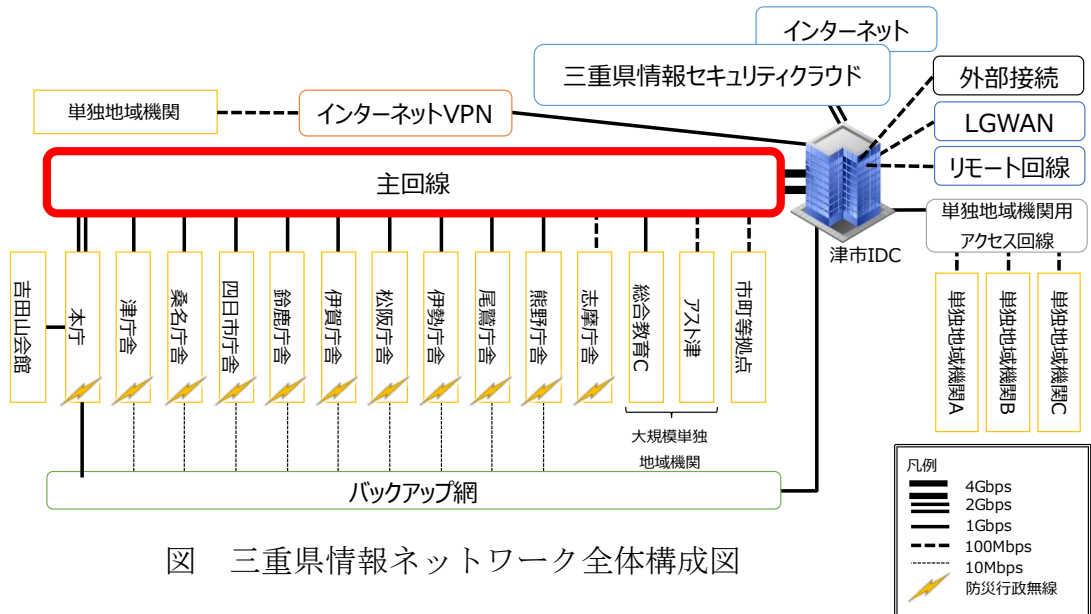 インターネット
三重県情報セキュリティクラウド
外部接続
単独地域機関
インターネットVPN
LGWAN
主回線
リモート回線
単独地域機関用
アクセス回線
津市IDC
吉田山会館
本庁
津庁舎
桑名庁舎
四日市庁舎
鈴鹿庁舎
伊賀庁舎
松阪庁舎
伊勢庁舎
尾鷲庁舎
熊野庁舎
志摩庁舎
総合教育C
アスト津
市町等拠点
単独地域機関A
単独地域機関B
単独地域機関C
大規模単独
地域機関
バックアップ網
凡例
4Gbps
2Gbps
1Gbps
100Mbps
10Mbps
防災行政無線
図 三重県情報ネットワーク全体構成図